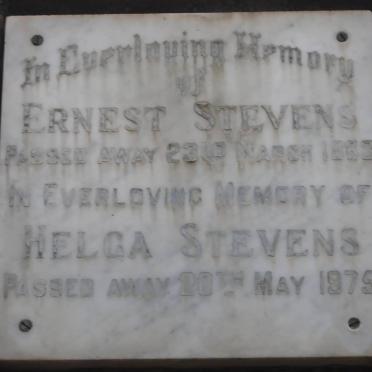 In Everloving Memory
of
ERNEST STEVENS
PASSED AWAY 23RD MARCH
IN EVERLOVING MEMORY OF
HELGA STEVENS
PASSED AWAY MAY 1979